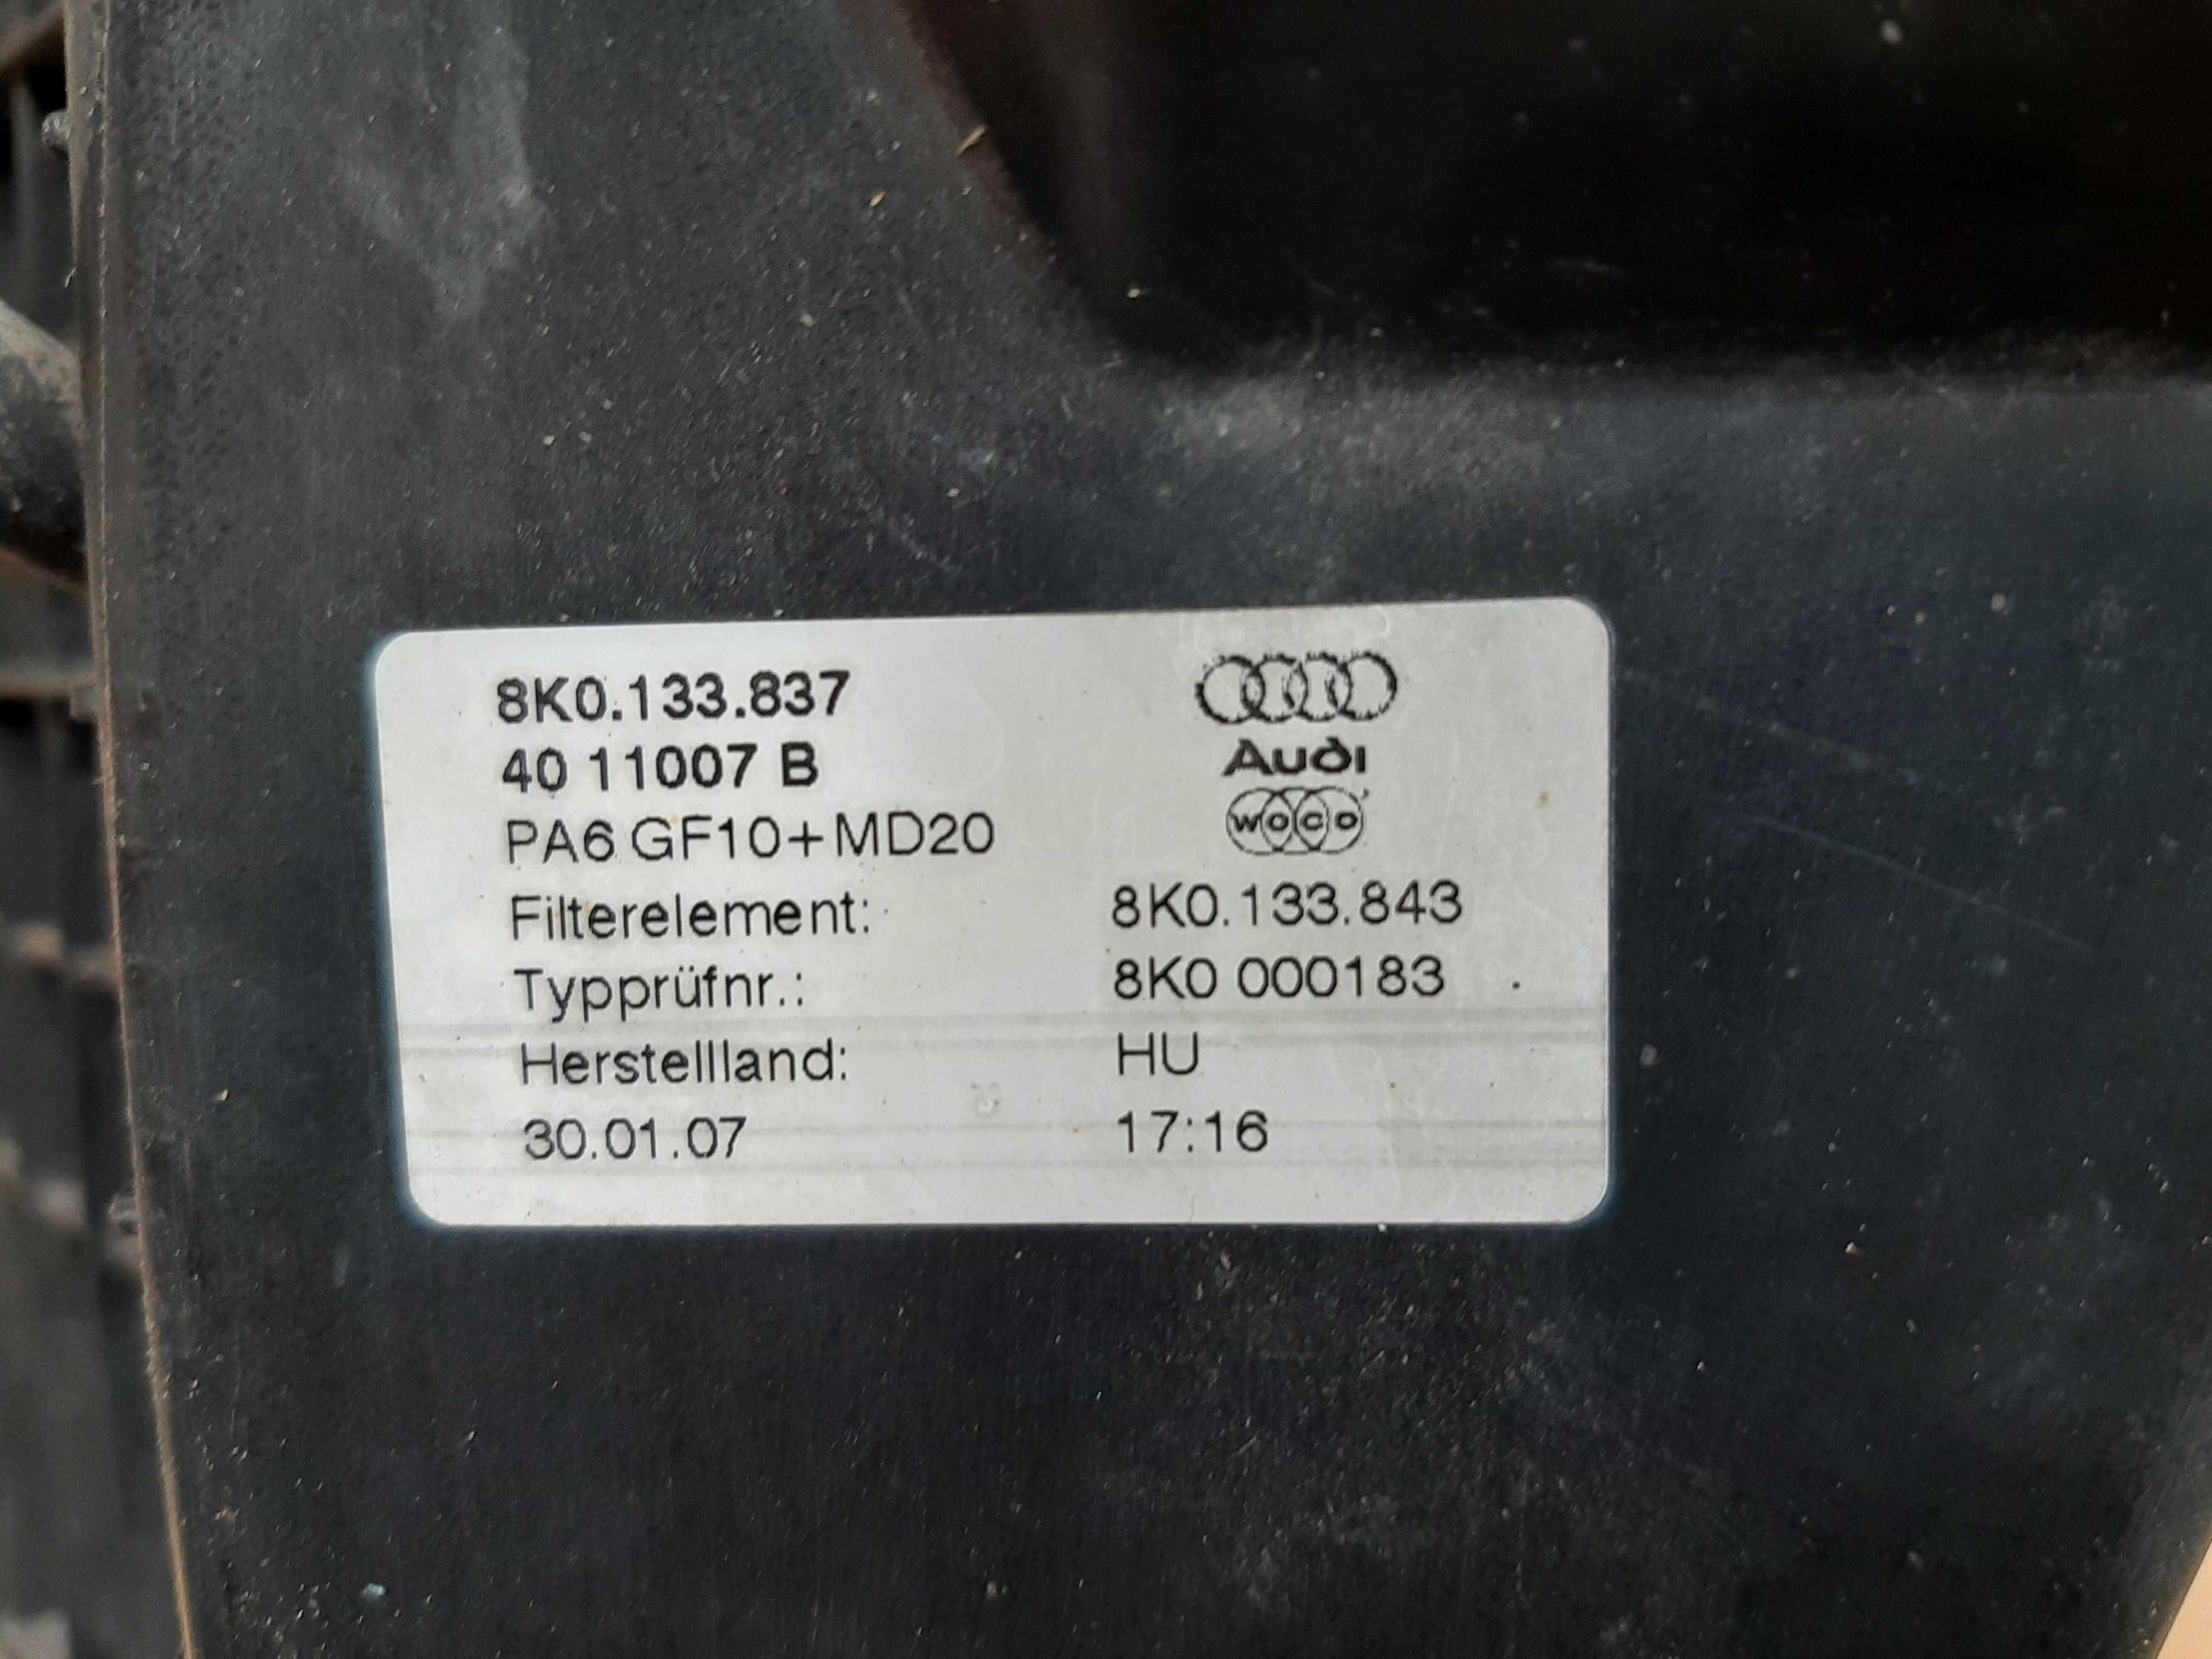 8K0.133.837
40 11007 B
Audi
PA6 GF10+MD20
woco
Filterelement: 8K0.133.843
Typprüfnr.: 8K0 000183
Herstellland: HU
30.01.07 17:16